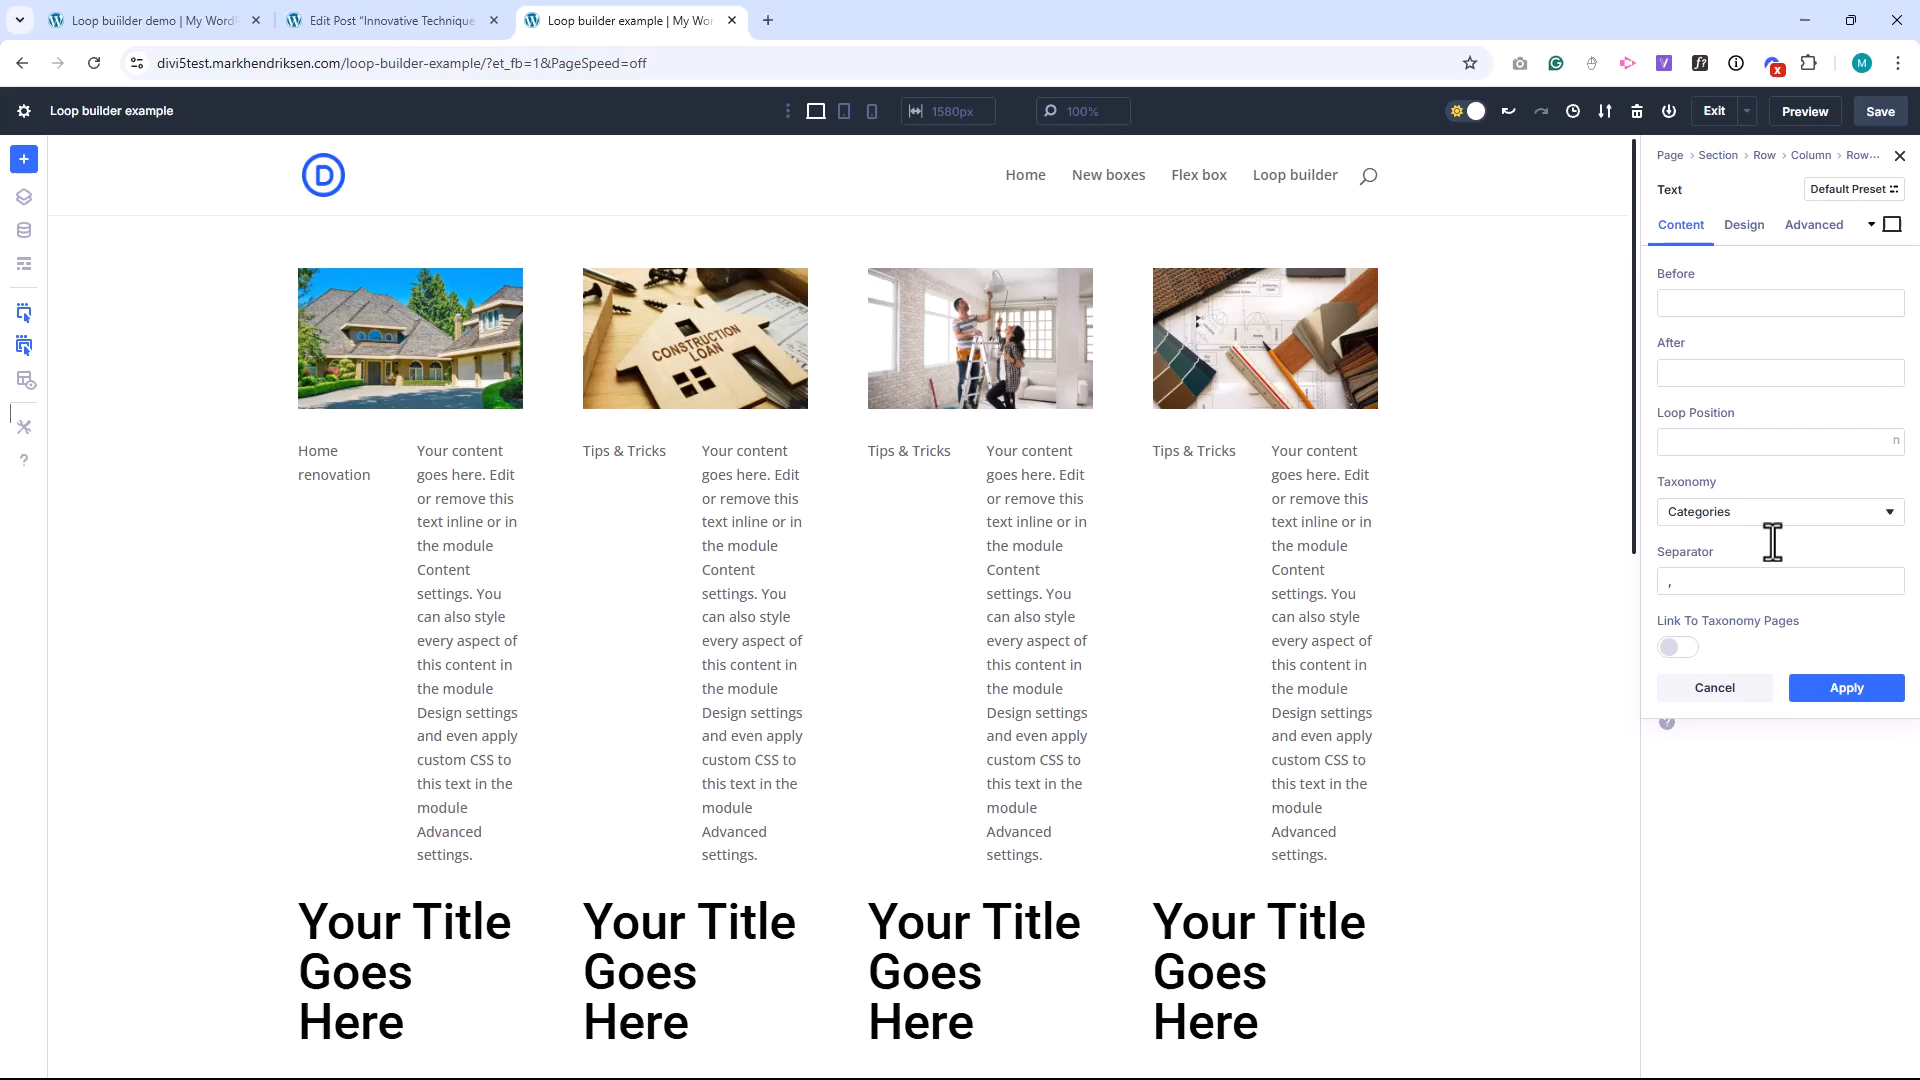 Loop buiilder demo | My WordP
Edit Post “Innovative Technique
Loop builder example | My Wor
divi5test.markhendriksen.com/loop-builder-example/?et_fb=1&PageSpeed=off
M
Loop builder example
1580px
100%
Exit
Preview
Save
D
Home
New boxes
Flex box
Loop builder
CONSTRUCTION
LOAN
Home
renovation
Your content
goes here. Edit
or remove this
text inline or in
the module
Content
settings. You
can also style
every aspect of
this content in
the module
Design settings
and even apply
custom CSS to
this text in the
module
Advanced
settings.
Tips & Tricks
Your content
goes here. Edit
or remove this
text inline or in
the module
Content
settings. You
can also style
every aspect of
this content in
the module
Design settings
and even apply
custom CSS to
this text in the
module
Advanced
settings.
Tips & Tricks
Your content
goes here. Edit
or remove this
text inline or in
the module
Content
settings. You
can also style
every aspect of
this content in
the module
Design settings
and even apply
custom CSS to
this text in the
module
Advanced
settings.
Tips & Tricks
Your content
goes here. Edit
or remove this
text inline or in
the module
Content
settings. You
can also style
every aspect of
this content in
the module
Design settings
and even apply
custom CSS to
this text in the
module
Advanced
settings.
Your Title
Goes
Here
Your Title
Goes
Here
Your Title
Goes
Here
Your Title
Goes
Here
Page > Section > Row > Column > Row...
Text
Default Preset
Content
Design
Advanced
Before
After
Loop Position
n
Taxonomy
Categories
Separator
,
Link To Taxonomy Pages
Cancel
Apply